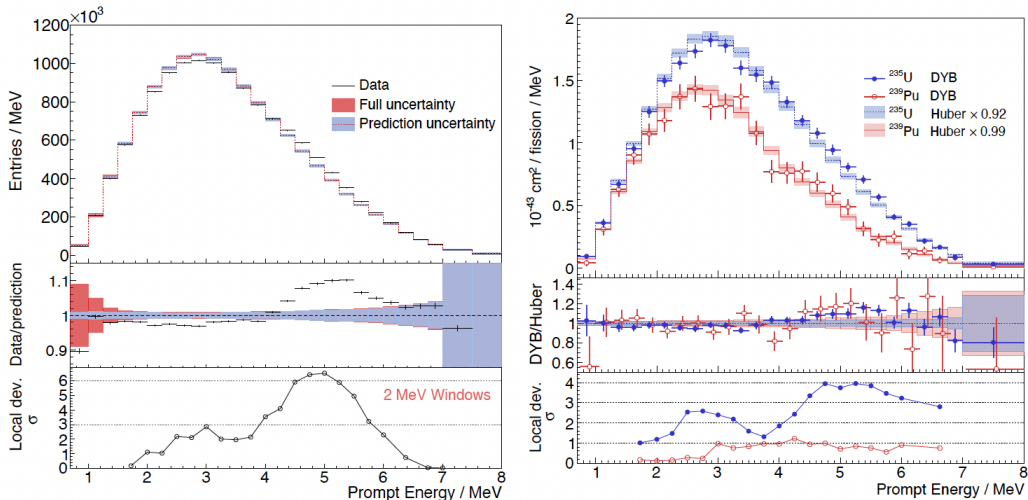 ×10³
1200
1000
800
600
400
200
0
Entries / MeV
Data
Full uncertainty
Prediction uncertainty
1.1
1
0.9
Data/prediction
6
3
0
Local dev.
σ
2 MeV Windows
1 2 3 4 5 6 7 8
Prompt Energy / MeV
2
1.5
1
0.5
0
10⁻⁴³ cm² / fission / MeV
²³⁵U DYB
²³⁹Pu DYB
²³⁵U Huber × 0.92
²³⁹Pu Huber × 0.99
1.4
1.2
1.0
0.8
0.6
DYB/Huber
4
3
2
1
0
Local dev.
σ
1 2 3 4 5 6 7 8
Prompt Energy / MeV